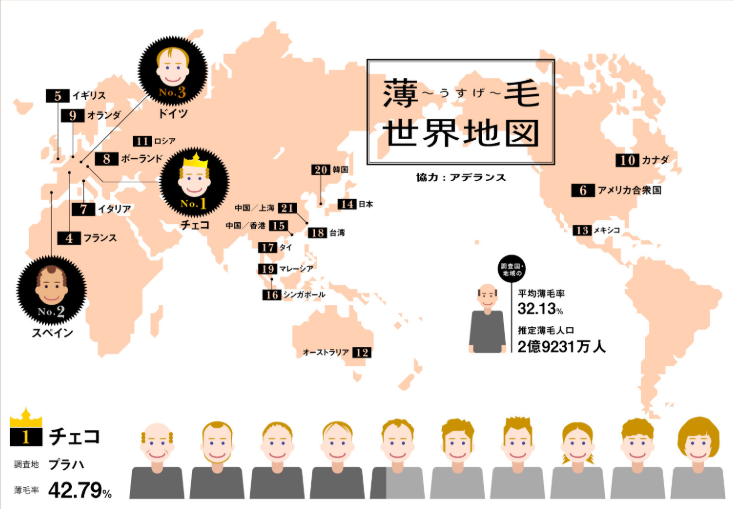 薄～うすげ～毛
世界地図
協力：アデランス
No.3
ドイツ
5 イギリス
9 オランダ
11 ロシア
8 ポーランド
No.1
チェコ
7 イタリア
4 フランス
No.2
スペイン
20 韓国
14 日本
中国／上海 21
中国／香港 15
18 台湾
17 タイ
19 マレーシア
16 シンガポール
オーストラリア 12
10 カナダ
6 アメリカ合衆国
13 メキシコ
調査国・
地域の
平均薄毛率
32.13%
推定薄毛人口
2億9231万人
1 チェコ
調査地 プラハ
薄毛率 42.79%